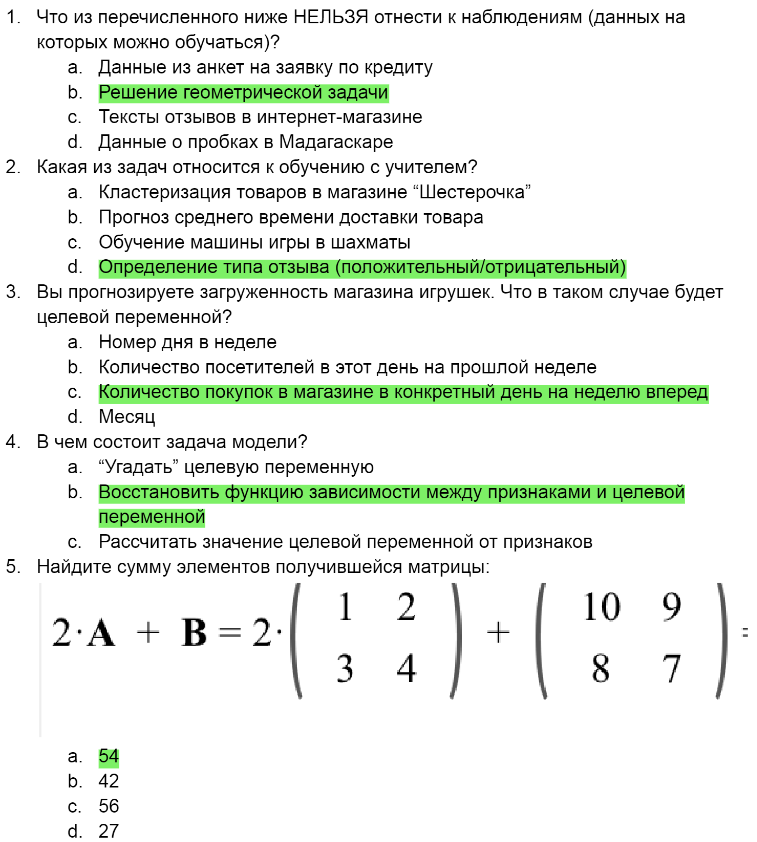 1. Что из перечисленного ниже НЕЛЬЗЯ отнести к наблюдениям (данных на
которых можно обучаться)?
a. Данные из анкет на заявку по кредиту
b. Решение геометрической задачи
c. Тексты отзывов в интернет-магазине
d. Данные о пробках в Мадагаскаре
2. Какая из задач относится к обучению с учителем?
a. Кластеризация товаров в магазине “Шестерочка”
b. Прогноз среднего времени доставки товара
c. Обучение машины игры в шахматы
d. Определение типа отзыва (положительный/отрицательный)
3. Вы прогнозируете загруженность магазина игрушек. Что в таком случае будет
целевой переменной?
a. Номер дня в неделе
b. Количество посетителей в этот день на прошлой неделе
c. Количество покупок в магазине в конкретный день на неделю вперед
d. Месяц
4. В чем состоит задача модели?
a. “Угадать” целевую переменную
b. Восстановить функцию зависимости между признаками и целевой
переменной
c. Рассчитать значение целевой переменной от признаков
5. Найдите сумму элементов получившейся матрицы:
1 2 10 9
2·A + B = 2·( ) + ( ) =
3 4 8 7
a. 54
b. 42
c. 56
d. 27